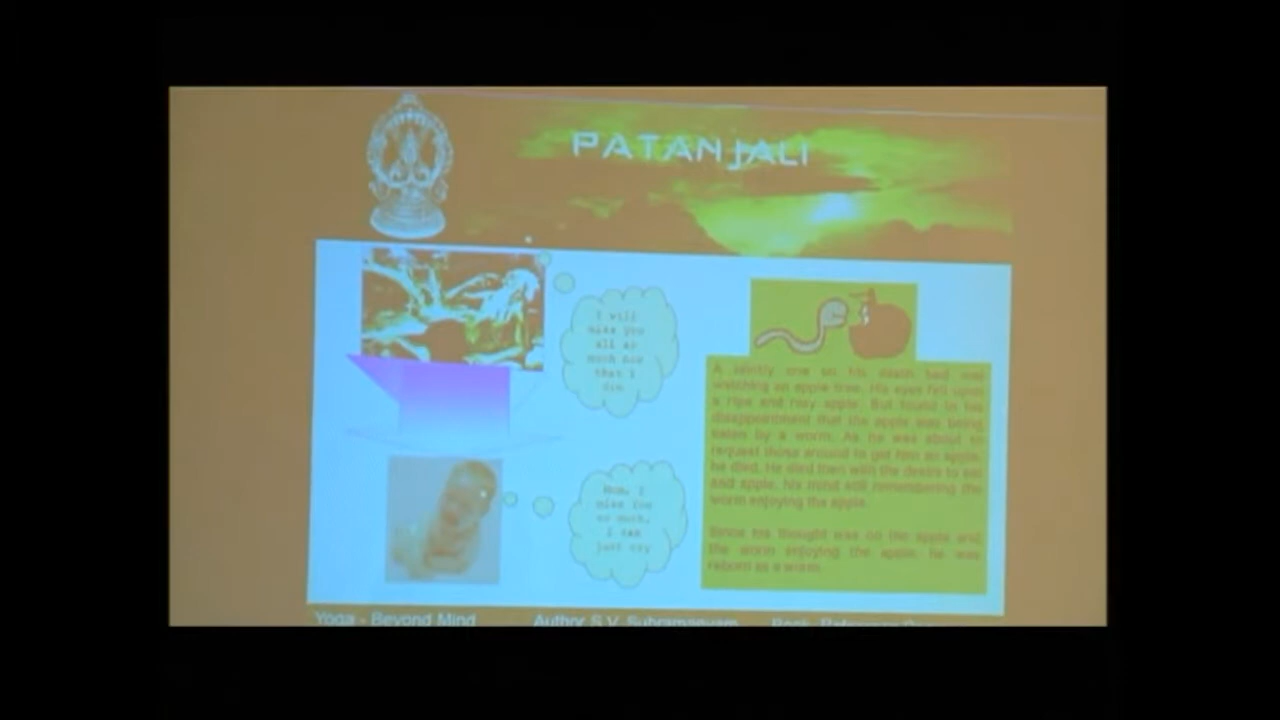 PATANJALI
I will
miss you
all as
much now
that I
die
A saintly one on his death bed was
watching an apple tree. His eyes fell upon
a ripe and rosy apple. But found to his
disappointment that the apple was being
eaten by a worm. As he was about to
request those around to get him an apple,
he died. He died then with the desire to eat
and apple, his mind still remembering the
worm enjoying the apple.
Mom, I
miss You
so much,
I can
just cry
Since his thought was on the apple and
the worm enjoying the apple, he was
reborn as a worm.
Yoga - Beyond Mind
Author S.V. Subramanyam
Book Reference